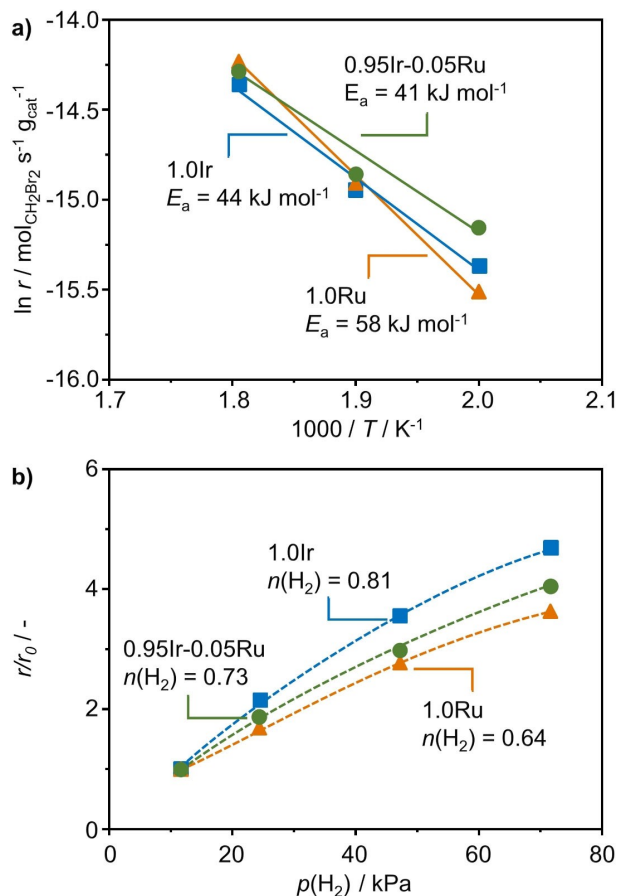 a)
-14.0
-14.5
-15.0
-15.5
-16.0
ln r / mol_CH2Br2 s⁻¹ g_cat⁻¹
0.95Ir-0.05Ru
Eₐ = 41 kJ mol⁻¹
1.0Ir
Eₐ = 44 kJ mol⁻¹
1.0Ru
Eₐ = 58 kJ mol⁻¹
1.7 1.8 1.9 2.0 2.1
1000 / T / K⁻¹
b)
6
4
2
0
r/r₀ / -
1.0Ir
n(H₂) = 0.81
0.95Ir-0.05Ru
n(H₂) = 0.73
1.0Ru
n(H₂) = 0.64
0 20 40 60 80
p(H₂) / kPa